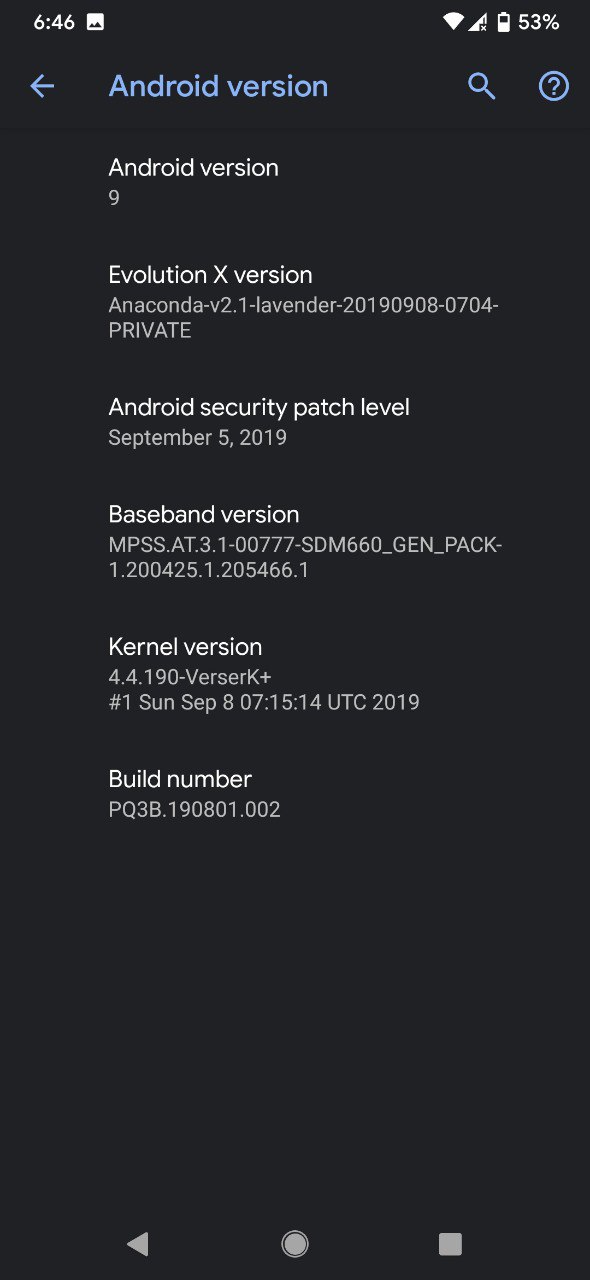 6:46 53%
Android version
Android version
9
Evolution X version
Anaconda-v2.1-lavender-20190908-0704-
PRIVATE
Android security patch level
September 5, 2019
Baseband version
MPSS.AT.3.1-00777-SDM660_GEN_PACK-
1.200425.1.205466.1
Kernel version
4.4.190-VerserK+
#1 Sun Sep 8 07:15:14 UTC 2019
Build number
PQ3B.190801.002